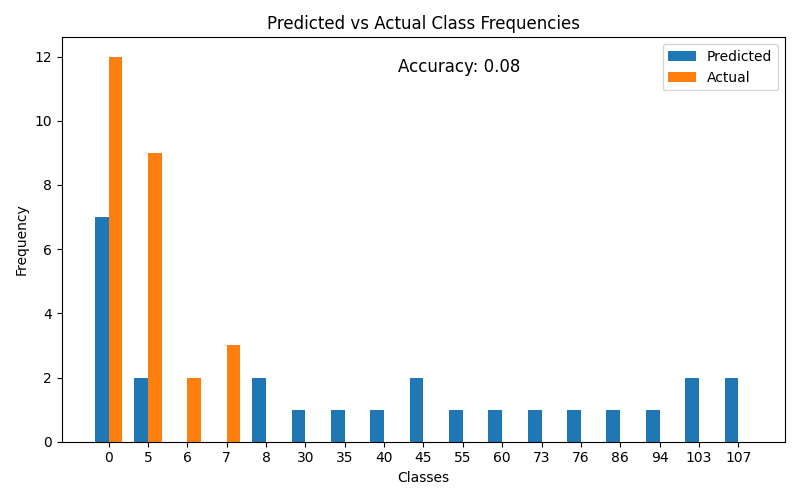 Predicted vs Actual Class Frequencies
Accuracy: 0.08
Predicted
Actual
Frequency
12
10
8
6
4
2
0
0 5 6 7 8 30 35 40 45 55 60 73 76 86 94 103 107
Classes